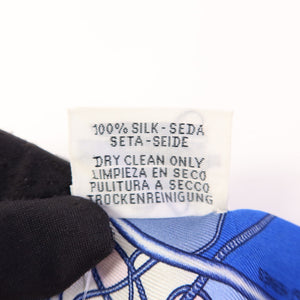 100% SILK - SEDA
SETA - SEIDE
DRY CLEAN ONLY
LIMPIEZA EN SECO
PULITURA A SECCO
TROCKENREINIGUNG